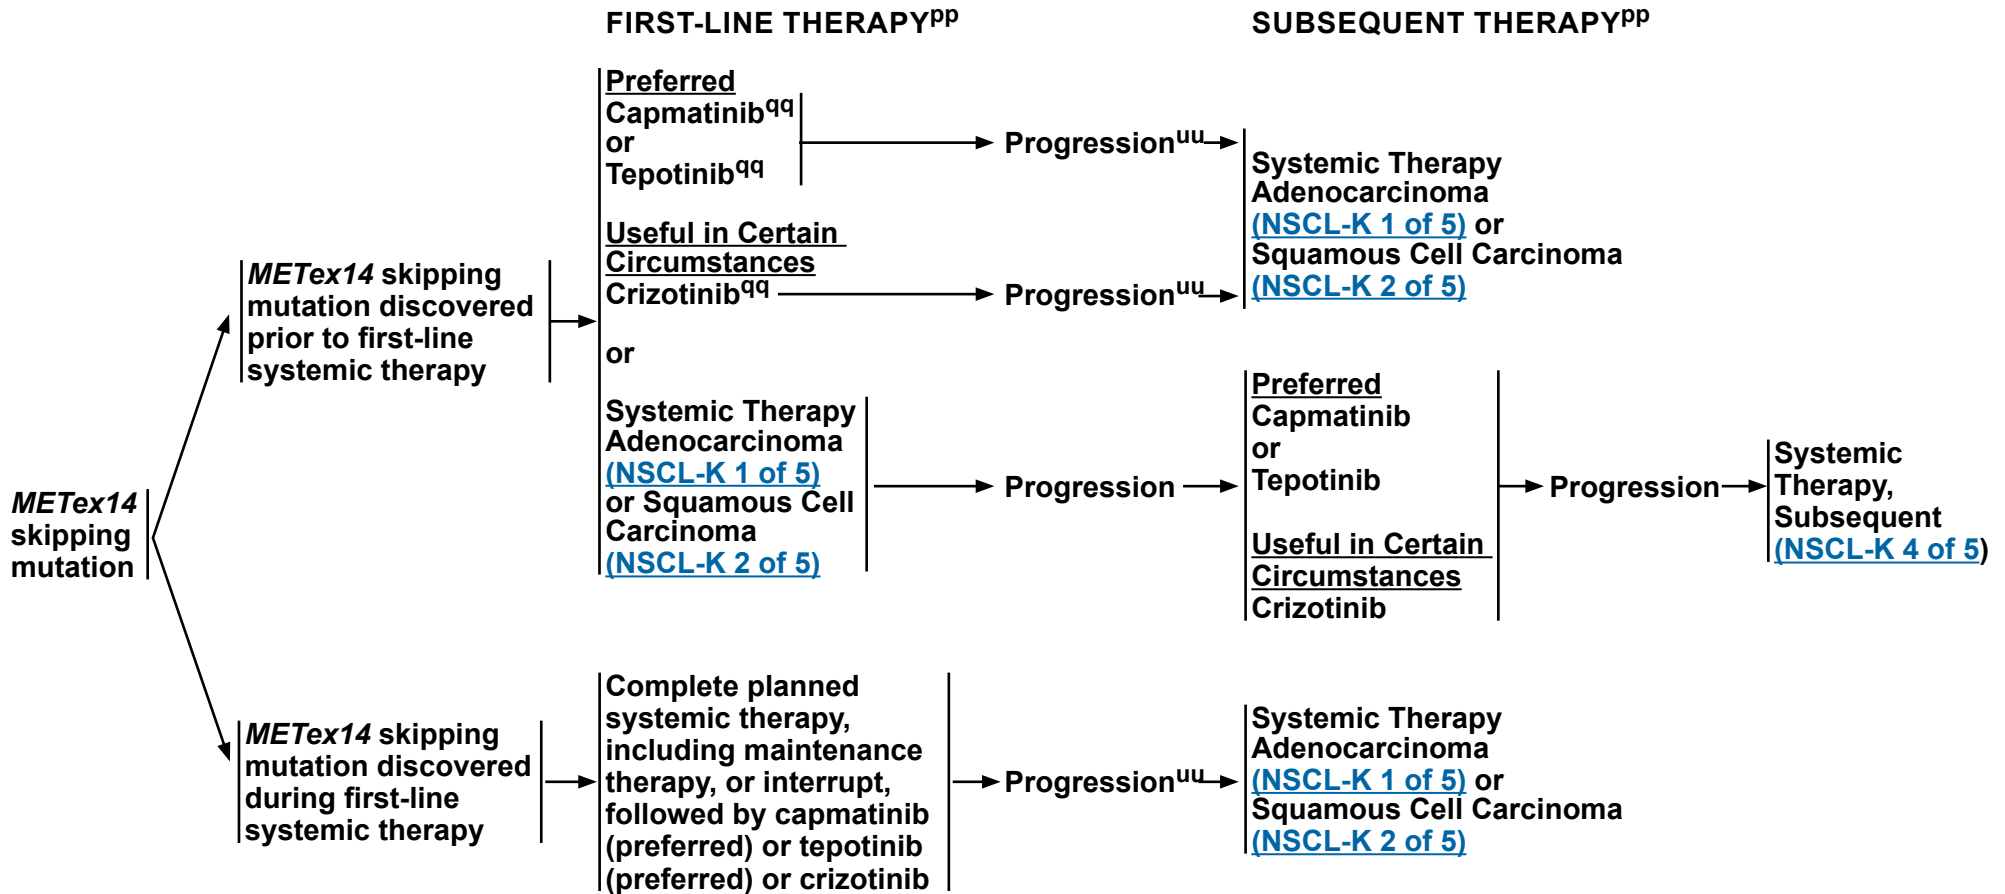 FIRST-LINE THERAPYpp
SUBSEQUENT THERAPYpp
METex14
skipping
mutation
METex14 skipping
mutation discovered
prior to first-line
systemic therapy
Preferred
Capmatinibqq
or
Tepotinibqq
Progressionuu
Useful in Certain
Circumstances
Crizotinibqq
Progressionuu
Systemic Therapy
Adenocarcinoma
(NSCL-K 1 of 5) or
Squamous Cell Carcinoma
(NSCL-K 2 of 5)
or
Systemic Therapy
Adenocarcinoma
(NSCL-K 1 of 5)
or Squamous Cell
Carcinoma
(NSCL-K 2 of 5)
Progression
Preferred
Capmatinib
or
Tepotinib
Useful in Certain
Circumstances
Crizotinib
Progression
Systemic
Therapy,
Subsequent
(NSCL-K 4 of 5)
METex14 skipping
mutation discovered
during first-line
systemic therapy
Complete planned
systemic therapy,
including maintenance
therapy, or interrupt,
followed by capmatinib
(preferred) or tepotinib
(preferred) or crizotinib
Progressionuu
Systemic Therapy
Adenocarcinoma
(NSCL-K 1 of 5) or
Squamous Cell Carcinoma
(NSCL-K 2 of 5)